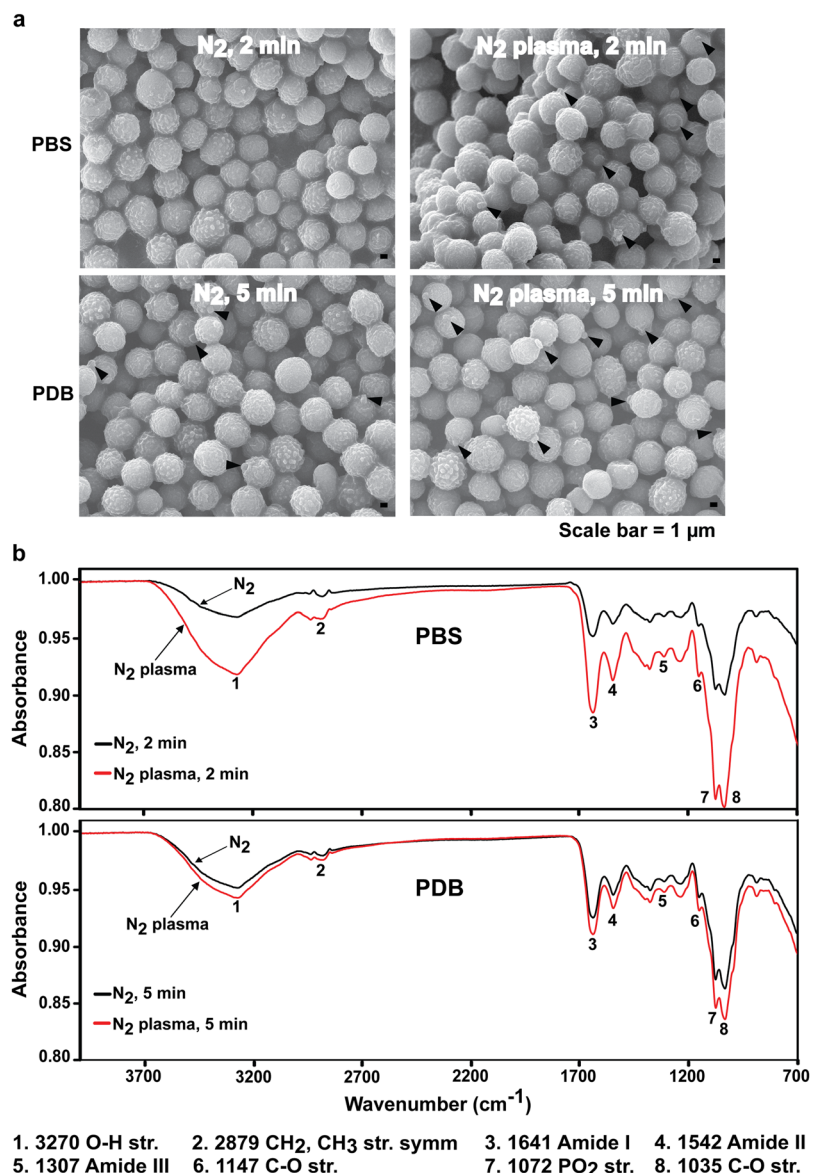 a
N2, 2 min
N2 plasma, 2 min
PBS
N2, 5 min
N2 plasma, 5 min
PDB
Scale bar = 1 µm
b
1.00
0.95
0.90
0.85
0.80
Absorbance
N2
N2 plasma
PBS
1
2
3
4
5
6
7
8
N2, 2 min
N2 plasma, 2 min
1.00
0.95
0.90
0.85
0.80
Absorbance
N2
N2 plasma
PDB
1
2
3
4
5
6
7
8
N2, 5 min
N2 plasma, 5 min
3700 3200 2700 2200 1700 1200 700
Wavenumber (cm-1)
1. 3270 O-H str. 2. 2879 CH2, CH3 str. symm 3. 1641 Amide I 4. 1542 Amide II
5. 1307 Amide III 6. 1147 C-O str. 7. 1072 PO2 str. 8. 1035 C-O str.